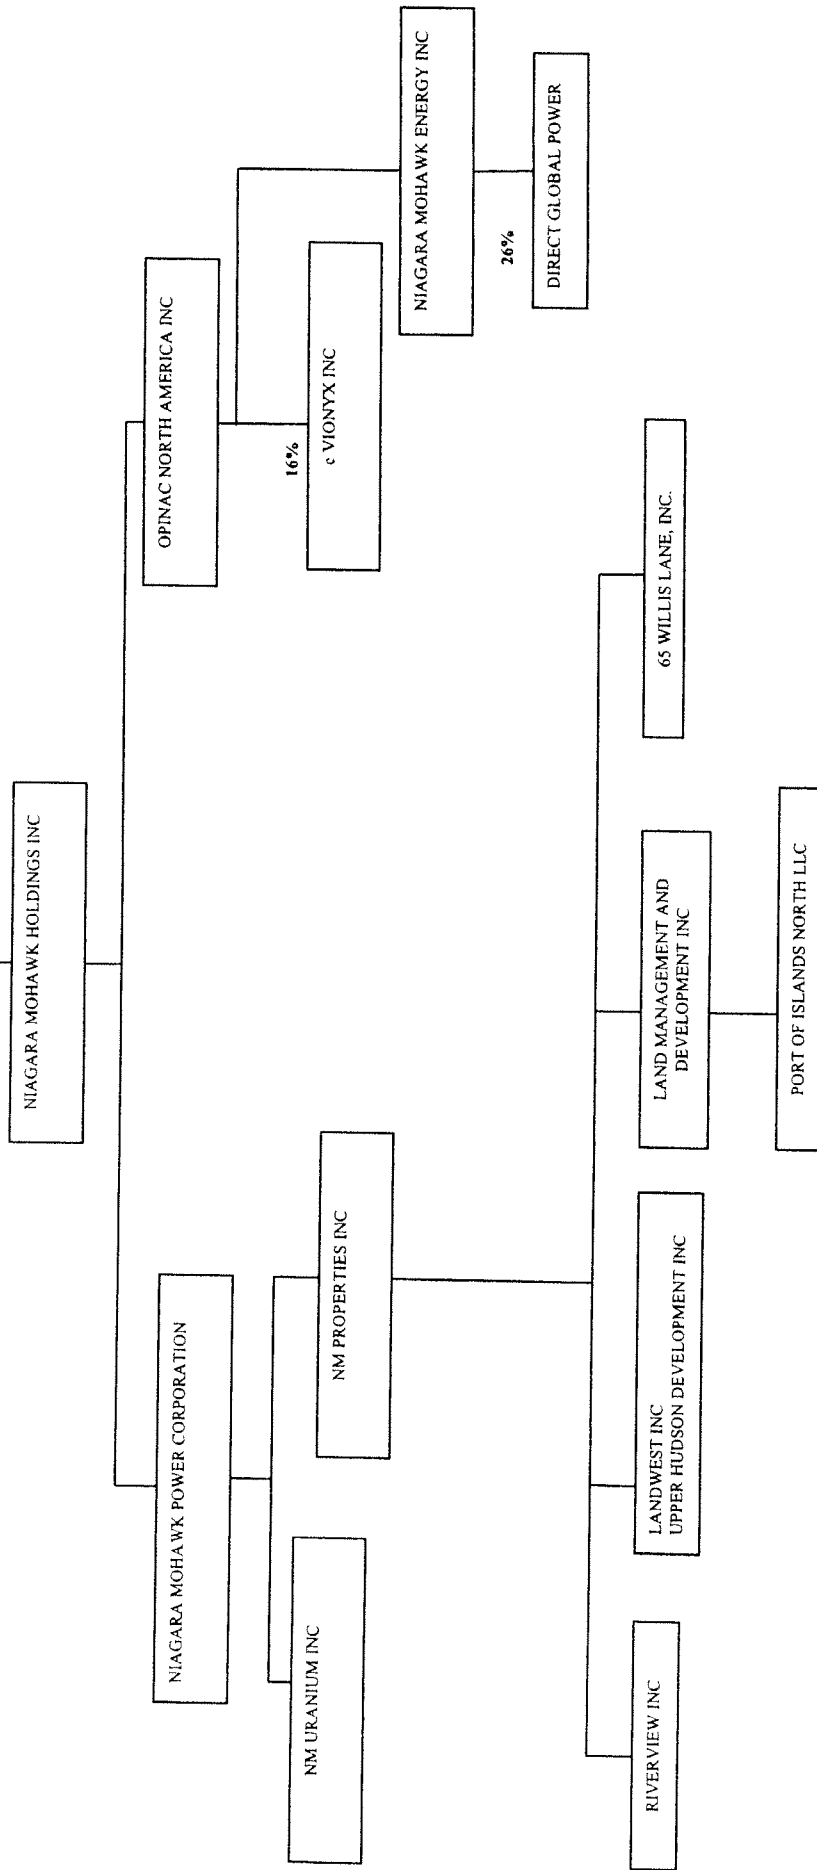 NIAGARA MOHAWK HOLDINGS INC
NIAGARA MOHAWK POWER CORPORATION
OPINAC NORTH AMERICA INC
NM URANIUM INC
NM PROPERTIES INC
16%
c VIONYX INC
NIAGARA MOHAWK ENERGY INC
26%
DIRECT GLOBAL POWER
RIVERVIEW INC
LANDWEST INC
UPPER HUDSON DEVELOPMENT INC
LAND MANAGEMENT AND
DEVELOPMENT INC
65 WILLIS LANE, INC.
PORT OF ISLANDS NORTH LLC